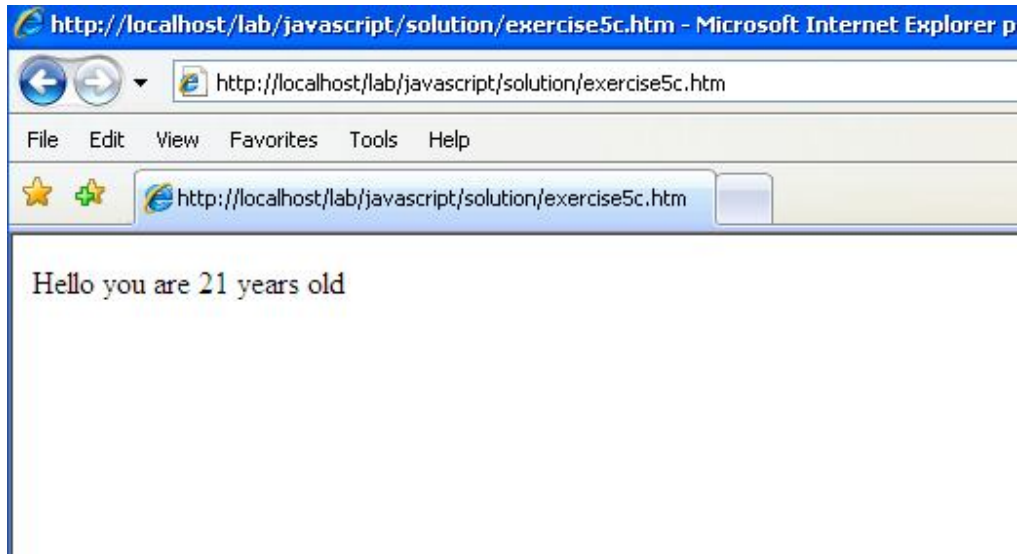 http://localhost/lab/javascript/solution/exercise5c.htm - Microsoft Internet Explorer p
http://localhost/lab/javascript/solution/exercise5c.htm
File Edit View Favorites Tools Help
http://localhost/lab/javascript/solution/exercise5c.htm
Hello you are 21 years old